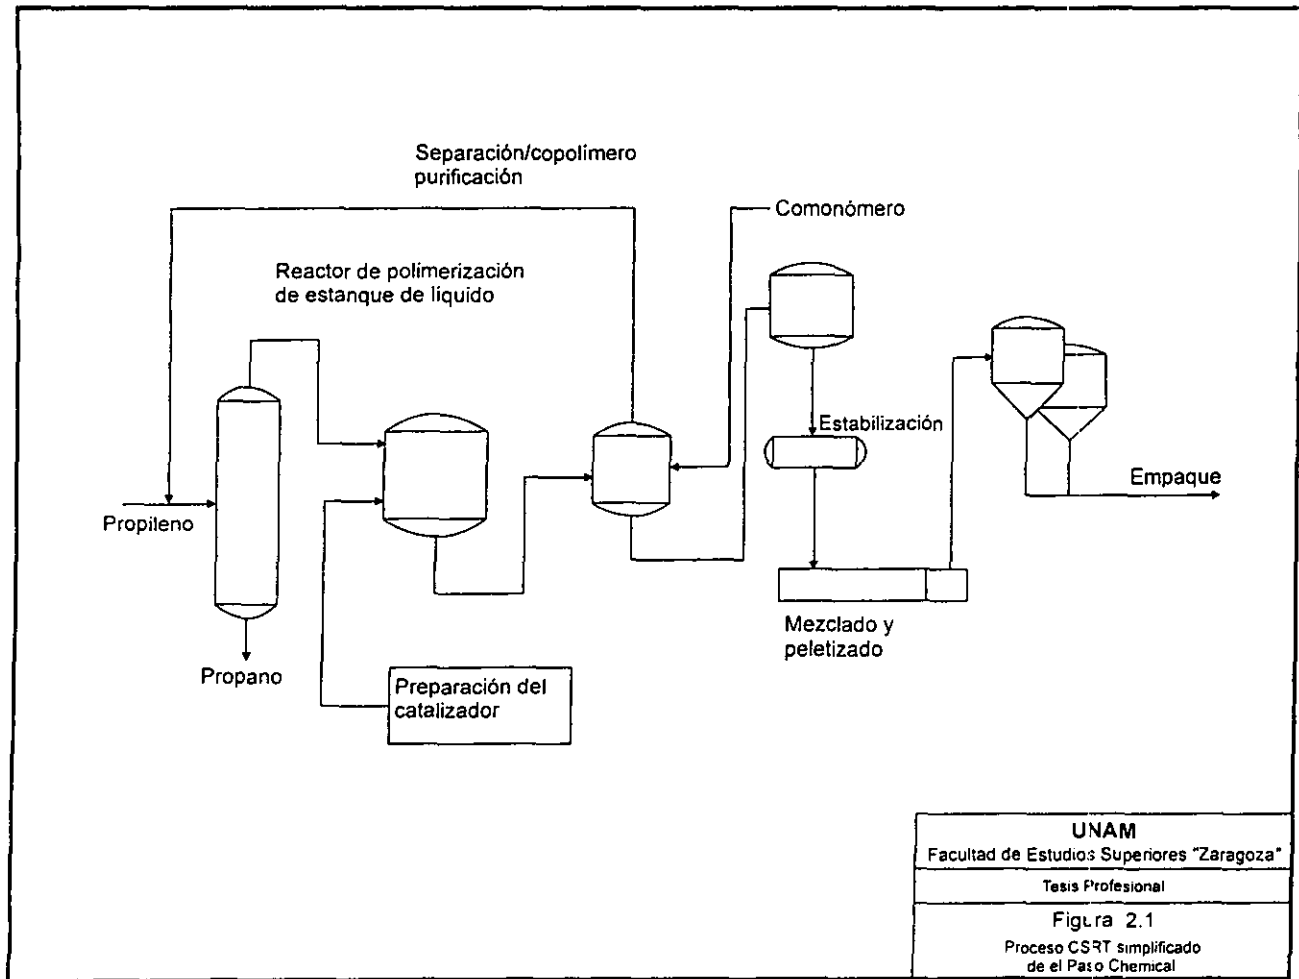 Separación/copolímero
purificación
Comonómero
Reactor de polimerización
de estanque de líquido
Estabilización
Empaque
Propileno
Mezclado y
peletizado
Propano
Preparación del
catalizador
UNAM
Facultad de Estudios Superiores "Zaragoza"
Tesis Profesional
Figura 2.1
Proceso CSRT simplificado
de el Paso Chemical